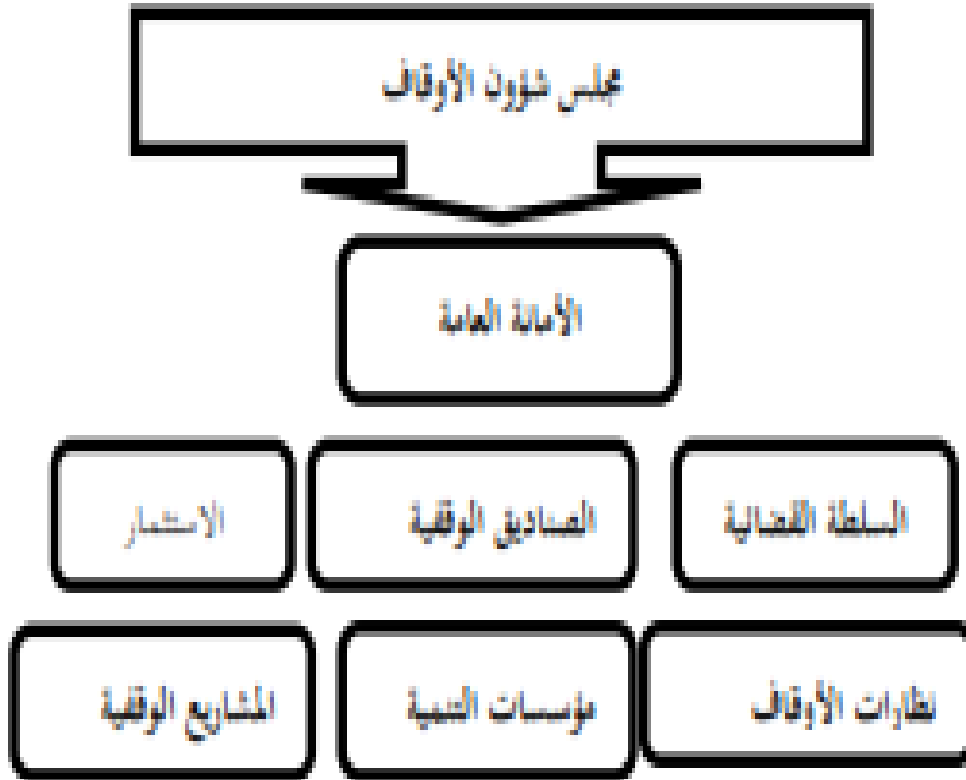 مجلس شؤون الأوقاف
الأمانة العامة
السلطة القضائية
الصناديق الوقفية
الاستثمار
نظارات الأوقاف
مؤسسات التنمية
المشاريع الوقفية